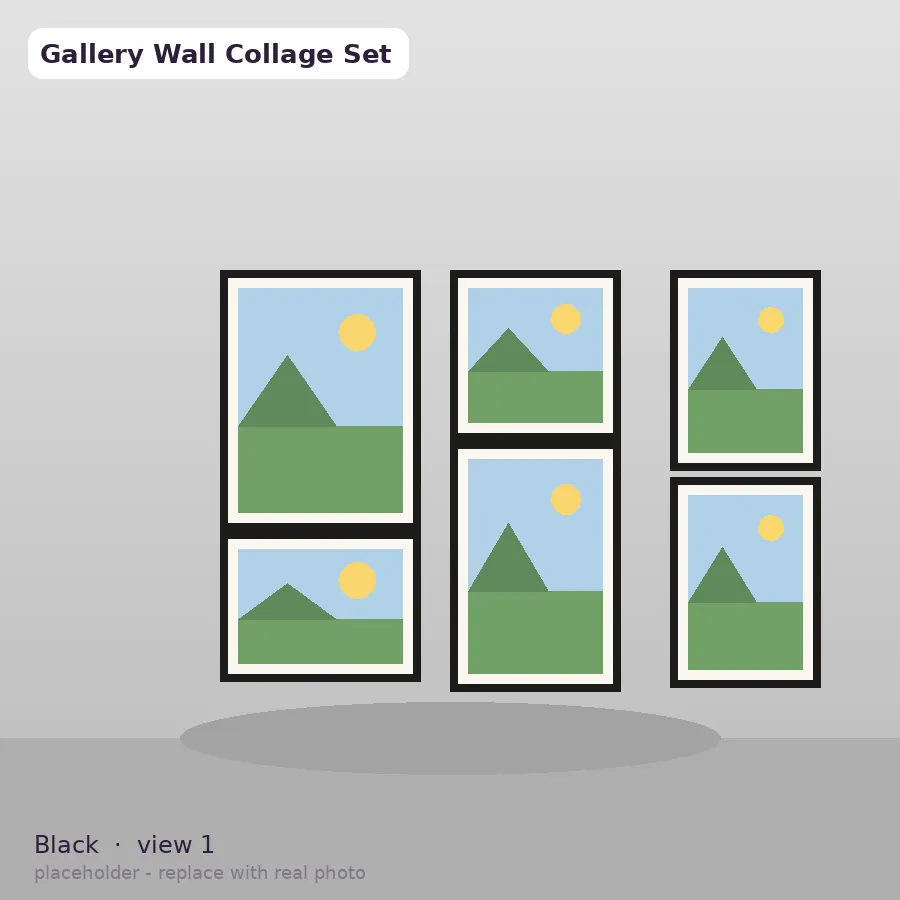 Gallery Wall Collage Set
Black · view 1
placeholder - replace with real photo